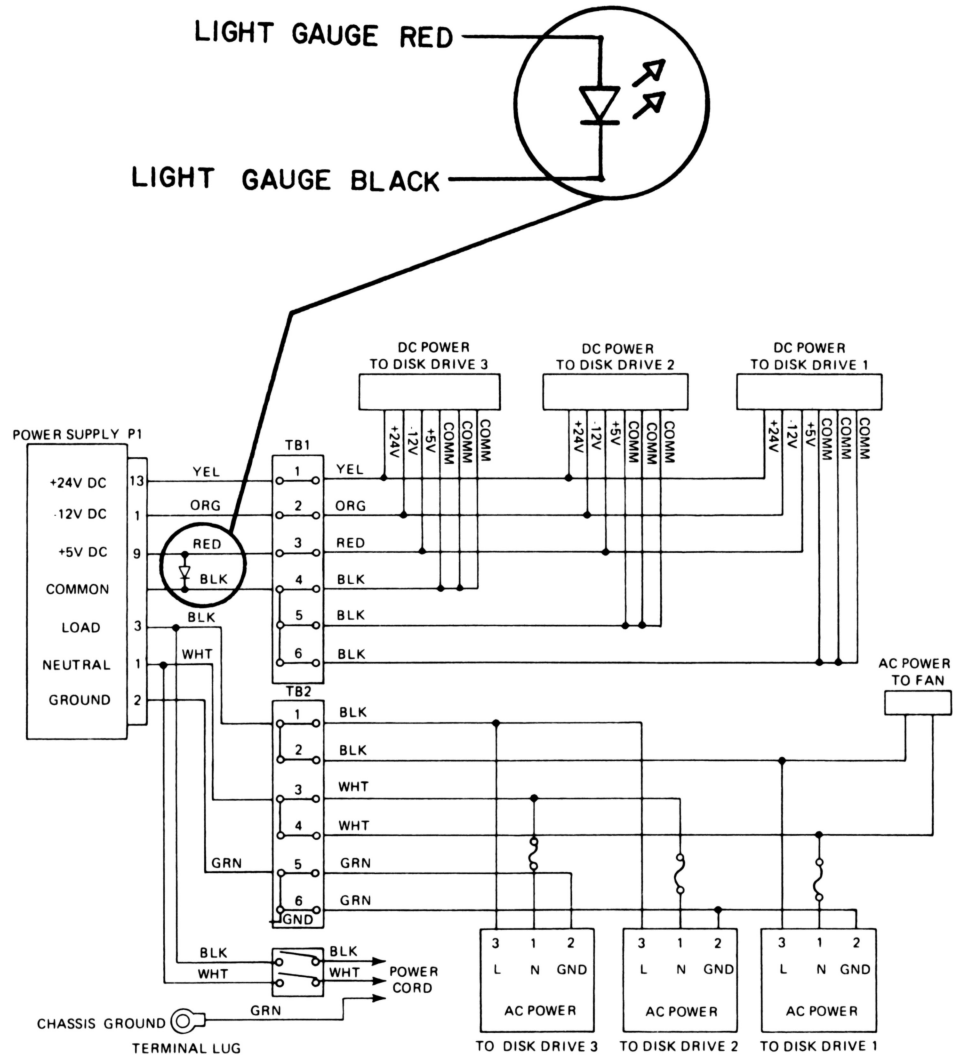 LIGHT GAUGE RED
LIGHT GAUGE BLACK
DC POWER
TO DISK DRIVE 3
DC POWER
TO DISK DRIVE 2
DC POWER
TO DISK DRIVE 1
+24V
-12V
+5V
COMM
COMM
COMM
+24V
-12V
+5V
COMM
COMM
COMM
+24V
-12V
+5V
COMM
COMM
COMM
POWER SUPPLY P1
TB1
+24V DC 13 YEL 1 YEL
-12V DC 1 ORG 2 ORG
+5V DC 9 RED 3 RED
COMMON BLK 4 BLK
5 BLK
LOAD 3 BLK
NEUTRAL 1 WHT 6 BLK
GROUND 2
AC POWER
TO FAN
TB2
1 BLK
2 BLK
3 WHT
4 WHT
GRN 5 GRN
6 GRN
GND
3 1 2
L N GND
AC POWER
TO DISK DRIVE 3
3 1 2
L N GND
AC POWER
TO DISK DRIVE 2
3 1 2
L N GND
AC POWER
TO DISK DRIVE 1
BLK BLK
WHT WHT
POWER
CORD
GRN
CHASSIS GROUND
TERMINAL LUG